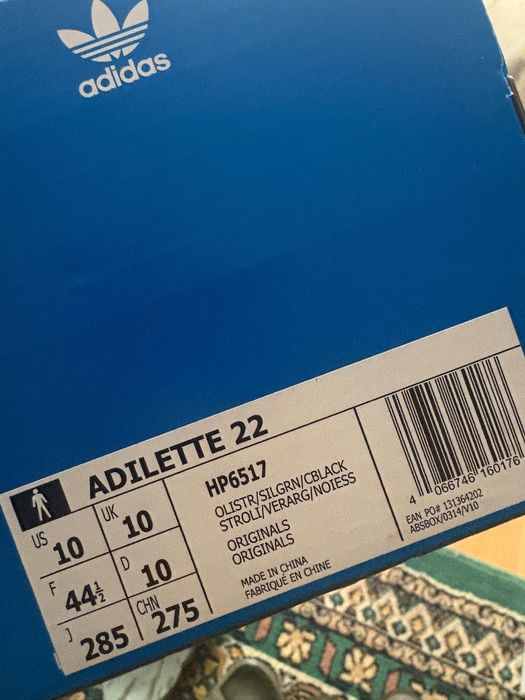 adidas
ADILETTE 22
US 10 UK 10
F 44½ D 10
J 285 CHN 275
HP6517
OLISTR/SILGRN/CBLACK
STROLI/VERARG/NOIESS
ORIGINALS
ORIGINALS
MADE IN CHINA
FABRIQUÉ EN CHINE
4 066746 160176
EAN PO# 131364202
ABSBOX/0314/V10